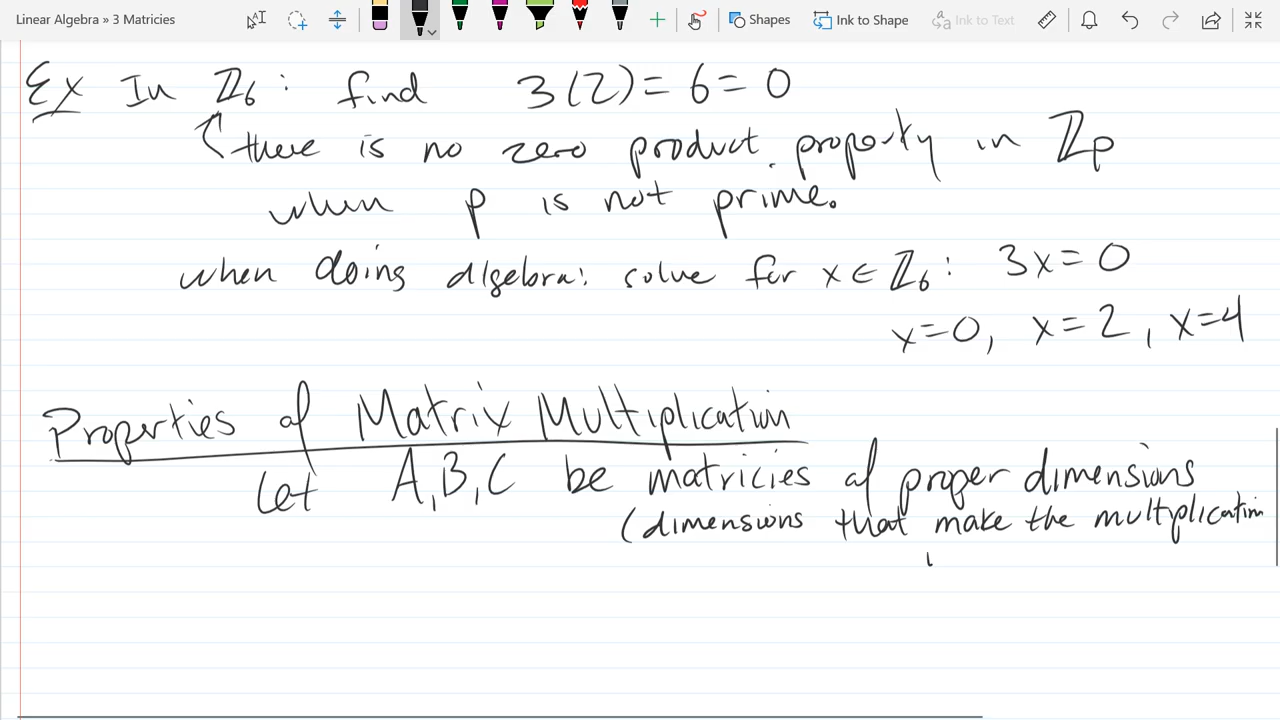 Linear Algebra » 3 Matricies
Shapes
Ink to Shape
Ink to Text
Ex In ℤ₆: find 3(2)=6=0
there is no zero product property in ℤₚ
when p is not prime.
when doing algebra: solve for x ∈ ℤ₆: 3x=0
x=0, x=2, x=4
Properties of Matrix Multiplication
Let A, B, C be matricies of proper dimensions
(dimensions that make the multiplication